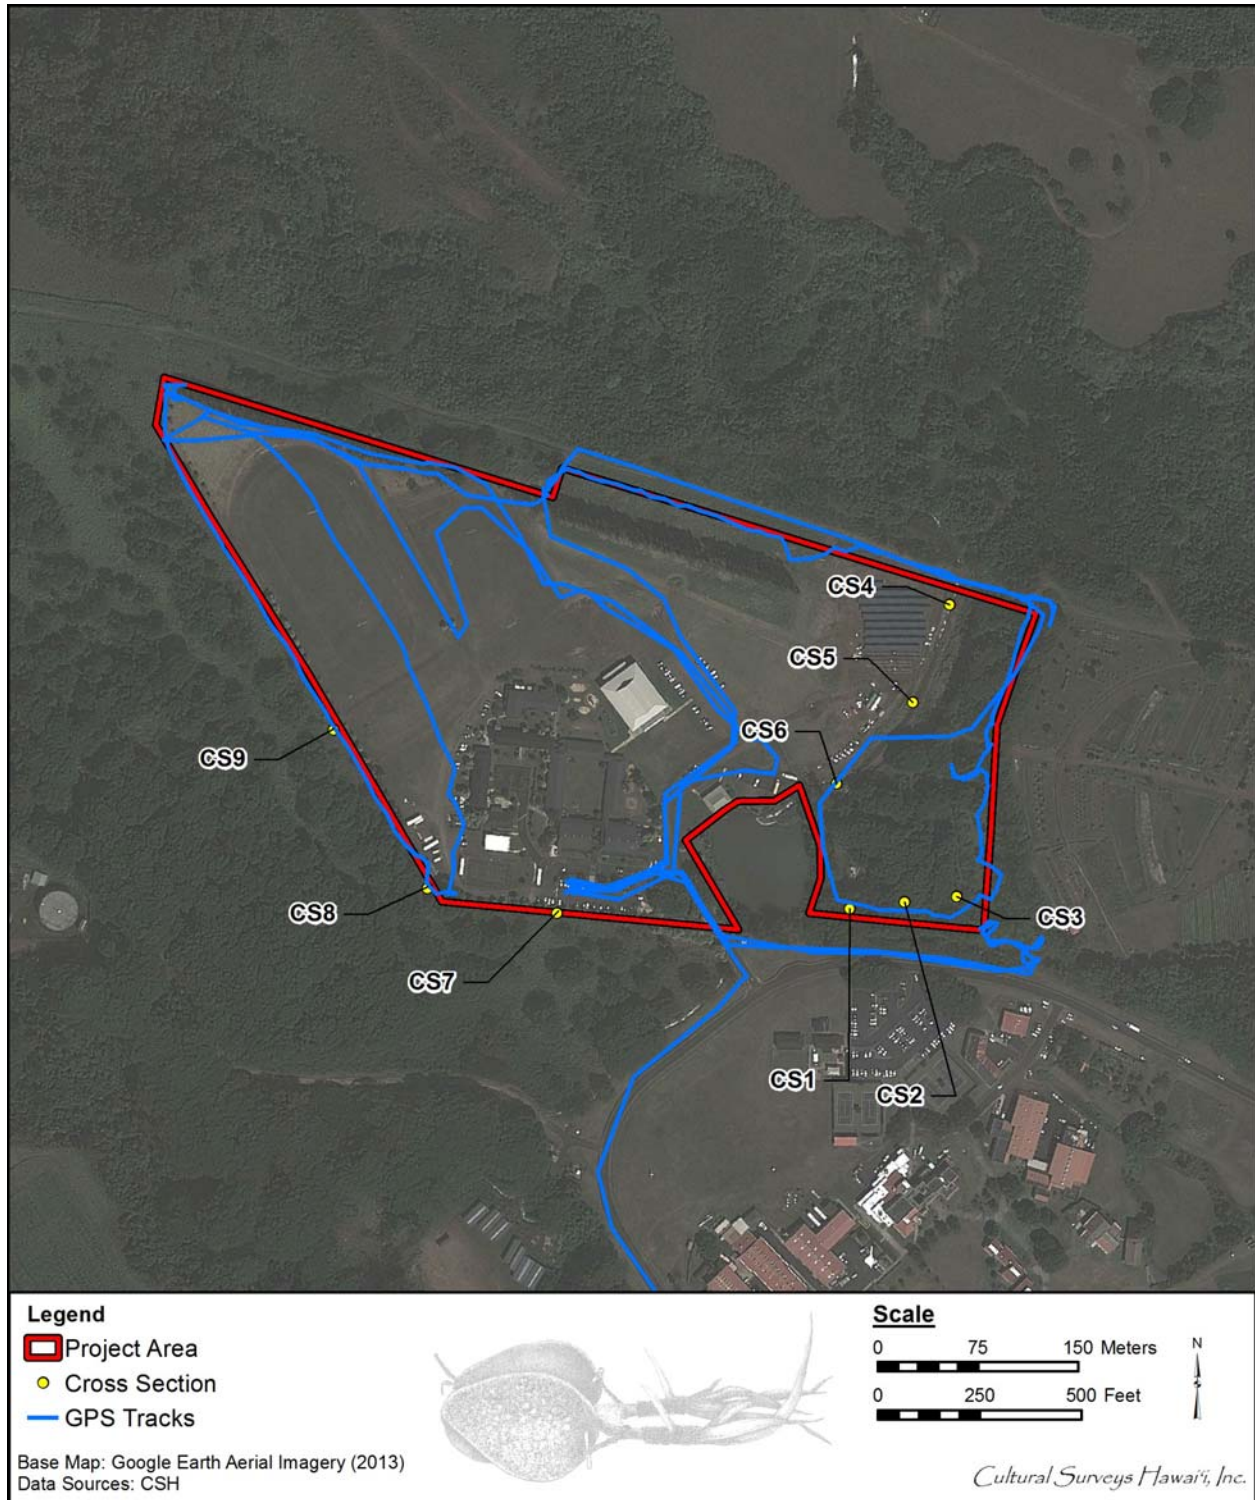 CS4
CS5
CS6
CS9
CS8
CS3
CS7
CS1
CS2
Legend
Project Area
Cross Section
GPS Tracks
Base Map: Google Earth Aerial Imagery (2013)
Data Sources: CSH
Scale
0 75 150 Meters
0 250 500 Feet
N
Cultural Surveys Hawai‘i, Inc.